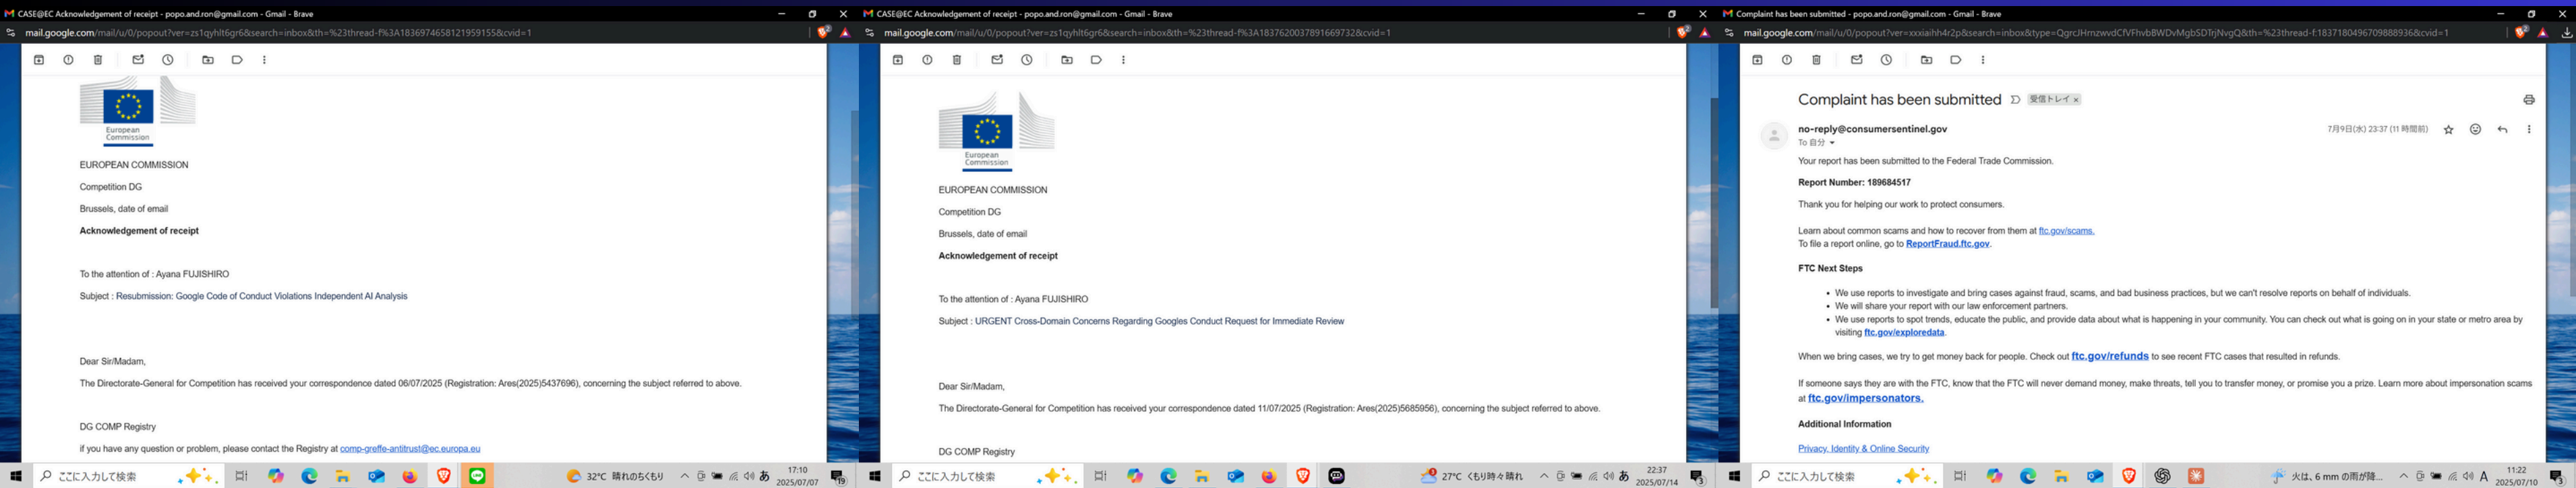 CASE@EC Acknowledgement of receipt - popo.and.ron@gmail.com - Gmail - Brave
mail.google.com/mail/u/0/popout?ver=zs1qyhlt6gr6&search=inbox&th=%23thread-f%3A1836974658121959155&cvid=1
European
Commission
EUROPEAN COMMISSION
Competition DG
Brussels, date of email
Acknowledgement of receipt
To the attention of : Ayana FUJISHIRO
Subject : Resubmission: Google Code of Conduct Violations Independent AI Analysis
Dear Sir/Madam,
The Directorate-General for Competition has received your correspondence dated 06/07/2025 (Registration: Ares(2025)5437696), concerning the subject referred to above.
DG COMP Registry
if you have any question or problem, please contact the Registry at comp-greffe-antitrust@ec.europa.eu
ここに入力して検索
32°C 晴れのちくもり
あ
17:10
2025/07/07
19
CASE@EC Acknowledgement of receipt - popo.and.ron@gmail.com - Gmail - Brave
mail.google.com/mail/u/0/popout?ver=zs1qyhlt6gr6&search=inbox&th=%23thread-f%3A1837620037891669732&cvid=1
European
Commission
EUROPEAN COMMISSION
Competition DG
Brussels, date of email
Acknowledgement of receipt
To the attention of : Ayana FUJISHIRO
Subject : URGENT Cross-Domain Concerns Regarding Googles Conduct Request for Immediate Review
Dear Sir/Madam,
The Directorate-General for Competition has received your correspondence dated 11/07/2025 (Registration: Ares(2025)5685956), concerning the subject referred to above.
DG COMP Registry
ここに入力して検索
27°C くもり時々晴れ
あ
22:37
2025/07/14
3
Complaint has been submitted - popo.and.ron@gmail.com - Gmail - Brave
mail.google.com/mail/u/0/popout?ver=xxxiaihh4r2p&search=inbox&type=QgrcJHrnzwvdCfVFhvbBWDvMgbSDTrjNvgQ&th=%23thread-f:1837180496709888936&cvid=1
Complaint has been submitted
受信トレイ ×
no-reply@consumersentinel.gov
7月9日(水) 23:37 (11 時間前)
To 自分
Your report has been submitted to the Federal Trade Commission.
Report Number: 189684517
Thank you for helping our work to protect consumers.
Learn about common scams and how to recover from them at ftc.gov/scams.
To file a report online, go to ReportFraud.ftc.gov.
FTC Next Steps
• We use reports to investigate and bring cases against fraud, scams, and bad business practices, but we can't resolve reports on behalf of individuals.
• We will share your report with our law enforcement partners.
• We use reports to spot trends, educate the public, and provide data about what is happening in your community. You can check out what is going on in your state or metro area by
visiting ftc.gov/exploredata.
When we bring cases, we try to get money back for people. Check out ftc.gov/refunds to see recent FTC cases that resulted in refunds.
If someone says they are with the FTC, know that the FTC will never demand money, make threats, tell you to transfer money, or promise you a prize. Learn more about impersonation scams
at ftc.gov/impersonators.
Additional Information
Privacy, Identity & Online Security
ここに入力して検索
火は、6 mm の雨が降...
A
11:22
2025/07/10
3